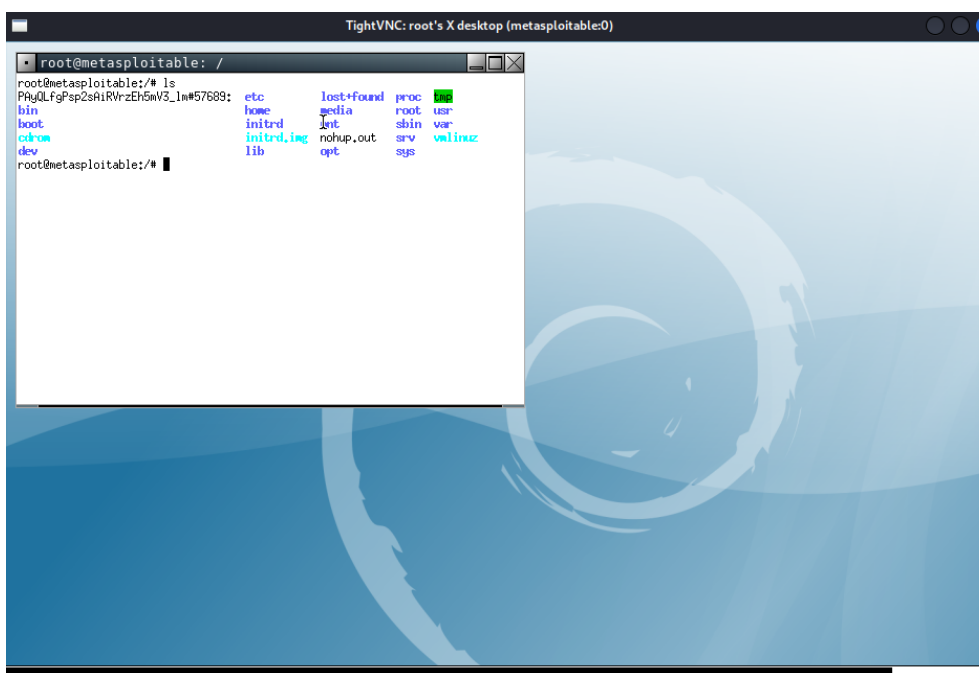 TightVNC: root's X desktop (metasploitable:0)
root@metasploitable: /
root@metasploitable:/# ls
PAyQLfgPsp2sAiRVrzEh5mV3_lm#57689: etc lost+found proc tmp
bin home media root usr
boot initrd mnt sbin var
cdrom initrd.img nohup.out srv vmlinuz
dev lib opt sys
root@metasploitable:/#